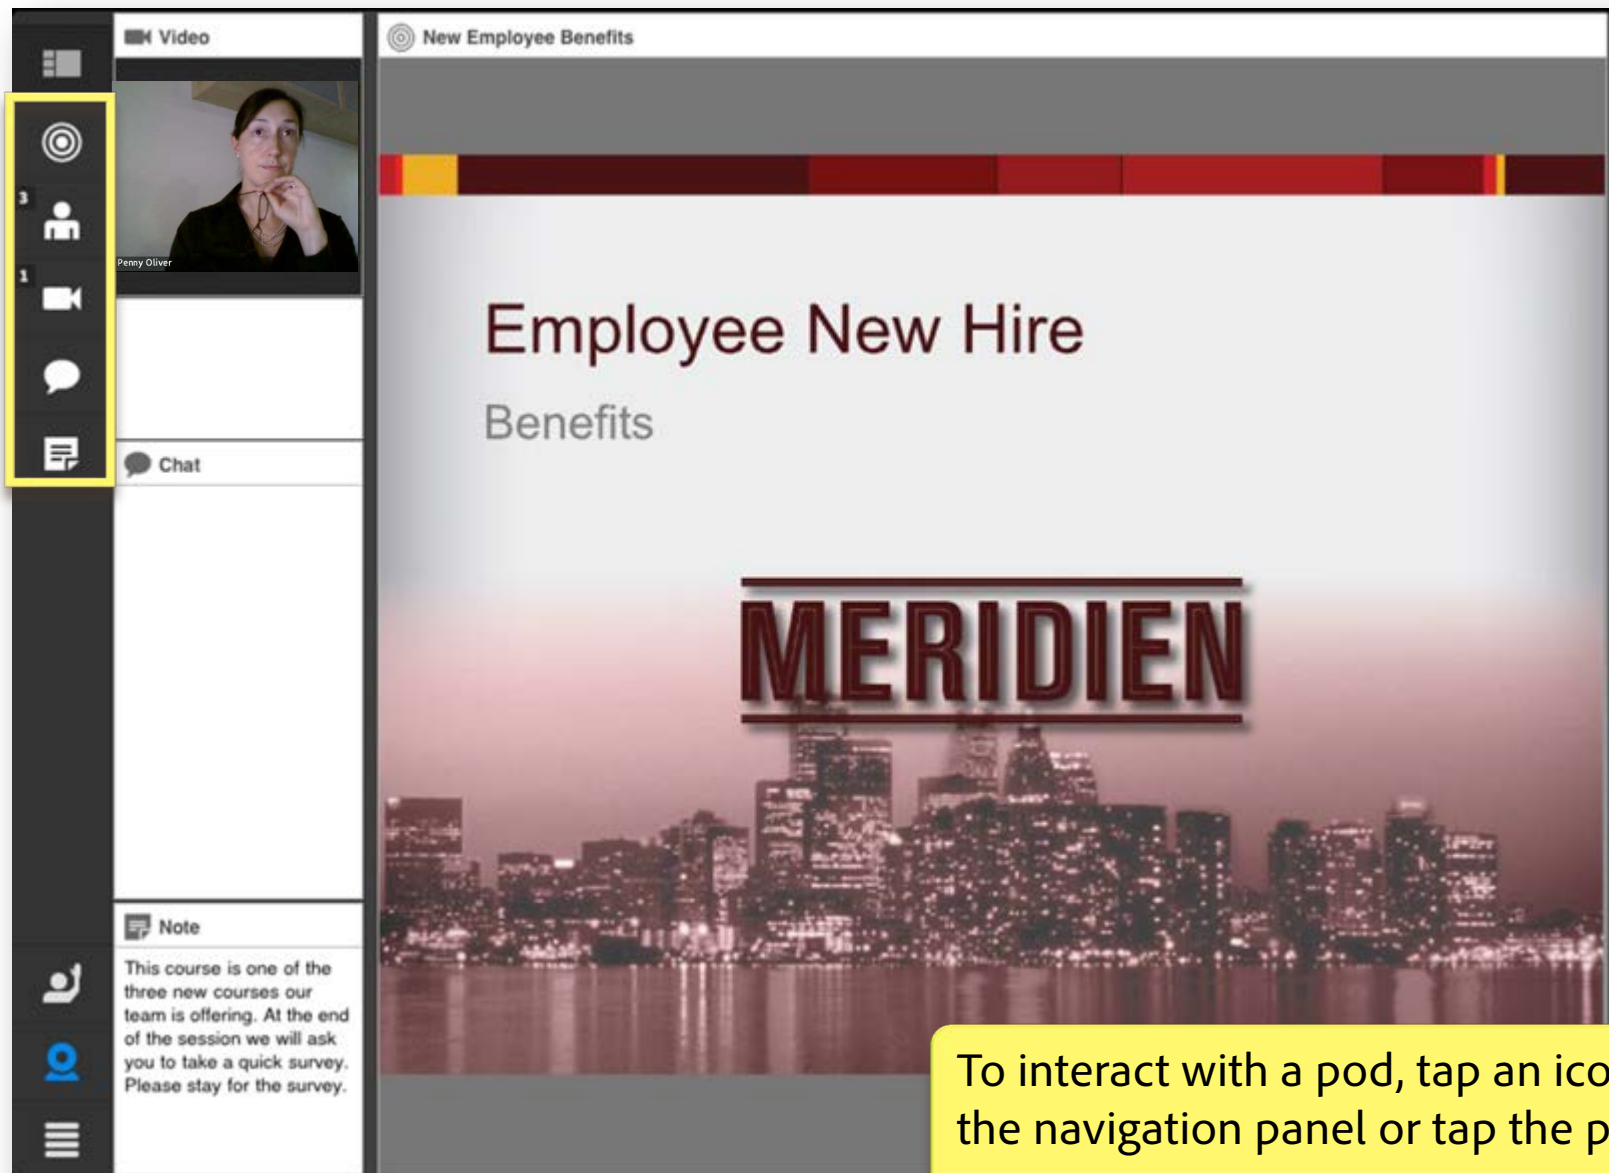 Video
New Employee Benefits
3
1
Penny Oliver
Employee New Hire
Benefits
Chat
MERIDIEN
Note
This course is one of the
three new courses our
team is offering. At the end
of the session we will ask
you to take a quick survey.
Please stay for the survey.
To interact with a pod, tap an
the navigation panel or tap the